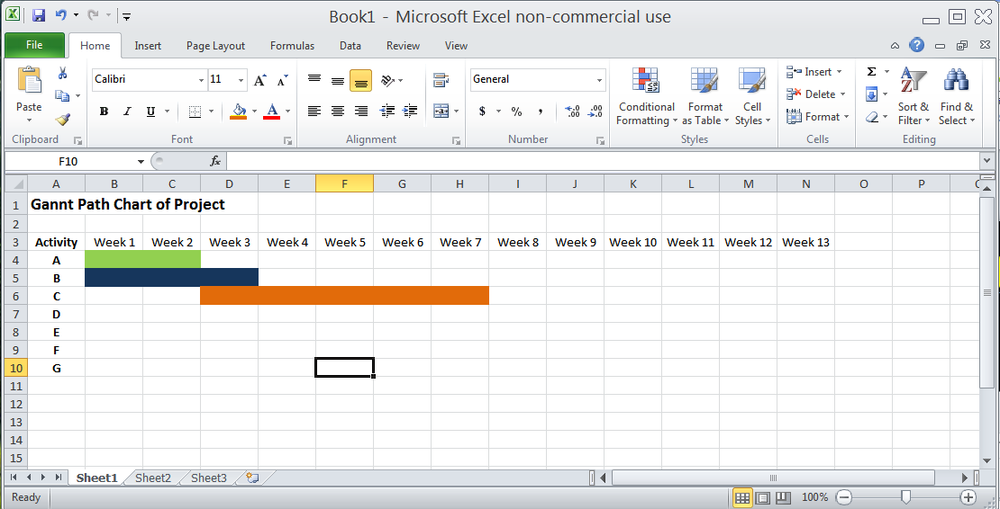 Book1 - Microsoft Excel non-commercial use
File Home Insert Page Layout Formulas Data Review View
Paste
Calibri 11
B I U A
General
$ % ,
Conditional Formatting
Format as Table
Cell Styles
Insert
Delete
Format
Σ
Sort & Filter
Find & Select
Clipboard Font Alignment Number Styles Cells Editing
F10 fx
A B C D E F G H I J K L M N O P
1 Gannt Path Chart of Project
2
3 Activity Week 1 Week 2 Week 3 Week 4 Week 5 Week 6 Week 7 Week 8 Week 9 Week 10 Week 11 Week 12 Week 13
4 A
5 B
6 C
7 D
8 E
9 F
10 G
11
12
13
14
15
Sheet1 Sheet2 Sheet3
Ready 100%